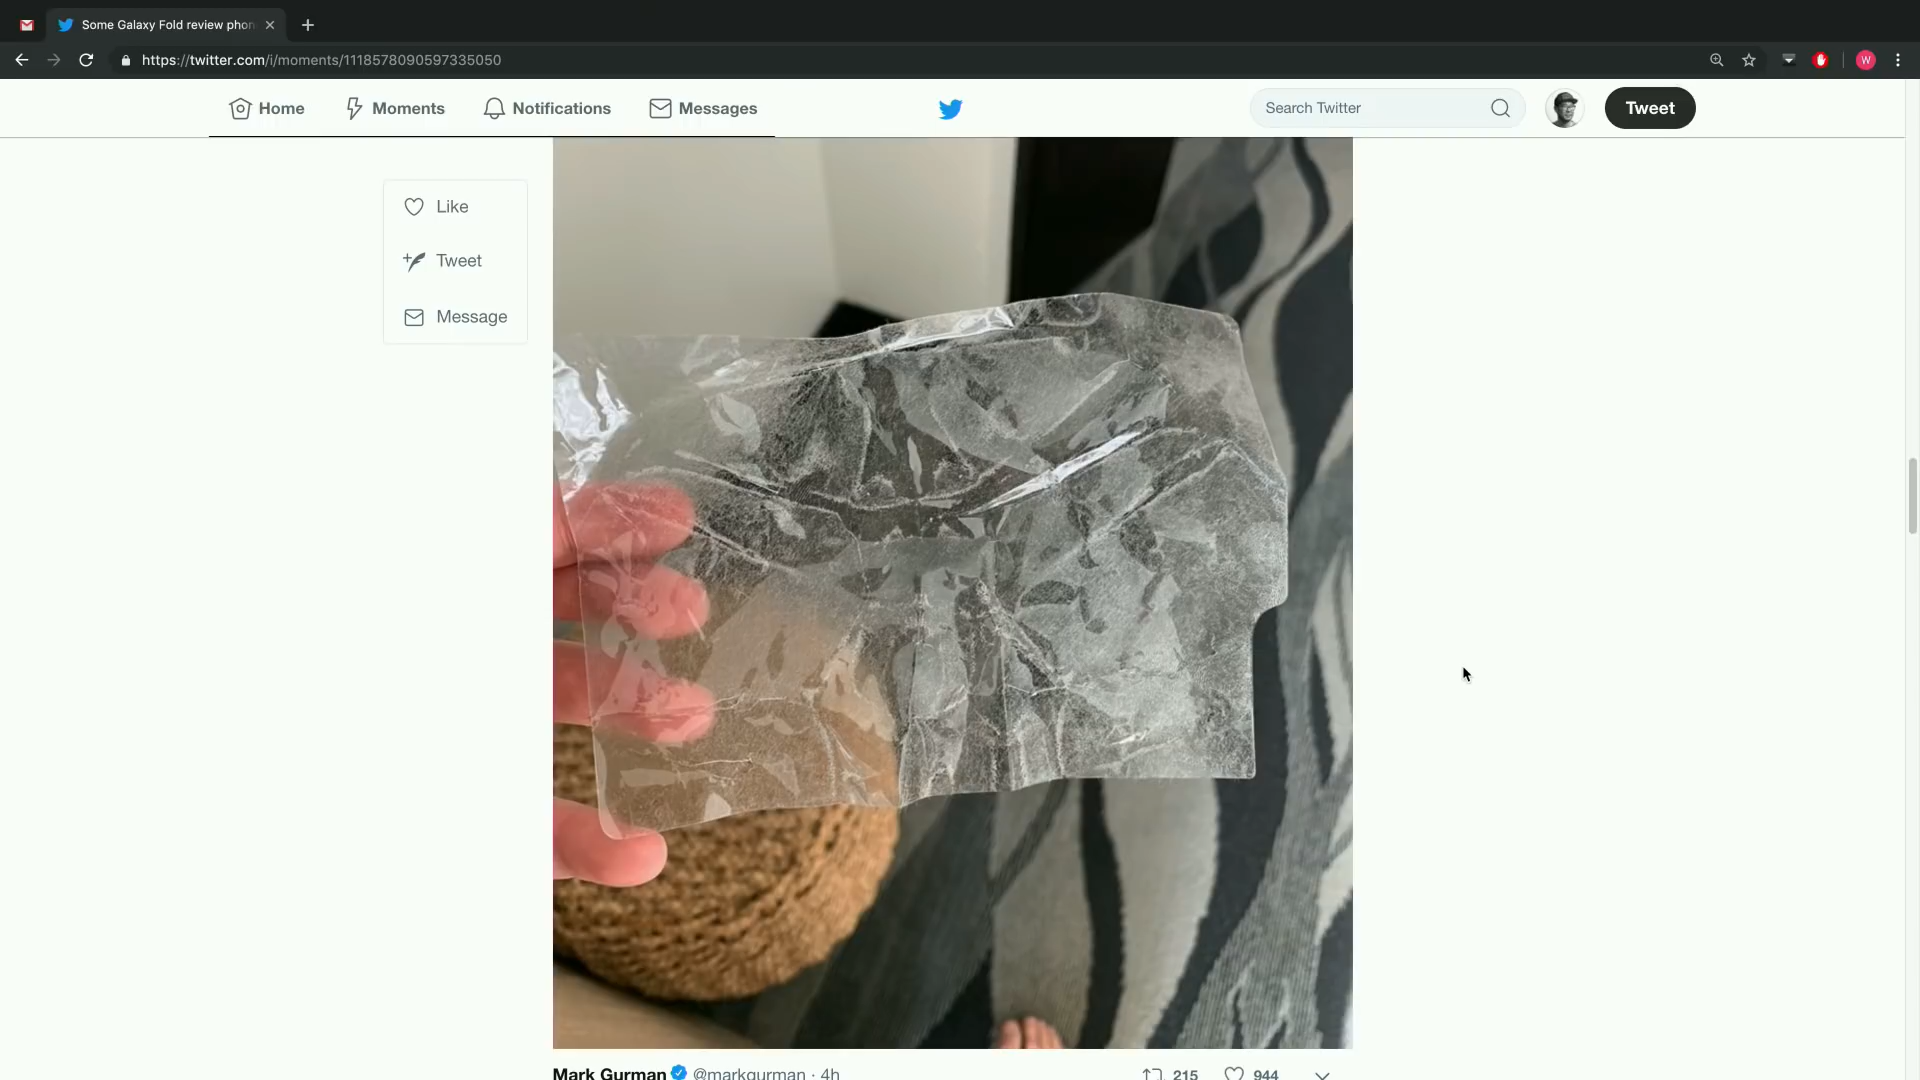 Some Galaxy Fold review phon
https://twitter.com/i/moments/1118578090597335050
W
Home
Moments
Notifications
Messages
Search Twitter
Tweet
Like
Tweet
Message
Mark Gurman @markgurman · 4h
215
944